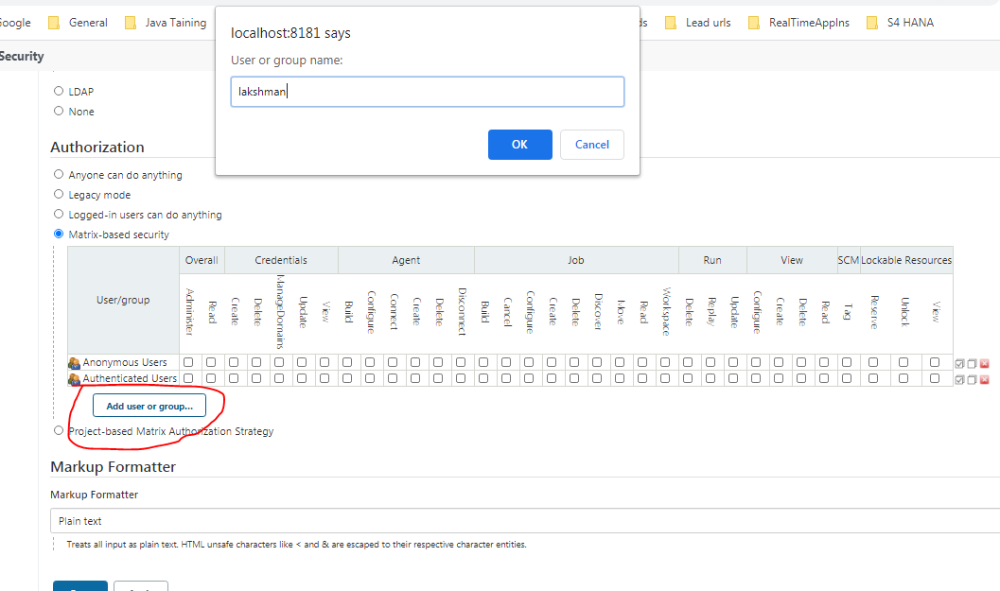 Google General Java Taining ds Lead urls RealTimeAppIns S4 HANA
localhost:8181 says
User or group name:
lakshman
OK Cancel
Security
LDAP
None
Authorization
Anyone can do anything
Legacy mode
Logged-in users can do anything
Matrix-based security
User/group Overall Credentials Agent Job Run View SCM Lockable Resources
Administer Read Create Delete ManageDomains Update View Build Configure Connect Create Delete Disconnect Build Cancel Configure Create Delete Discover Move Read Workspace Delete Replay Update Configure Create Delete Read Tag Reserve Unlock View
Anonymous Users
Authenticated Users
Add user or group...
Project-based Matrix Authorization Strategy
Markup Formatter
Markup Formatter
Plain text
Treats all input as plain text. HTML unsafe characters like < and & are escaped to their respective character entities.